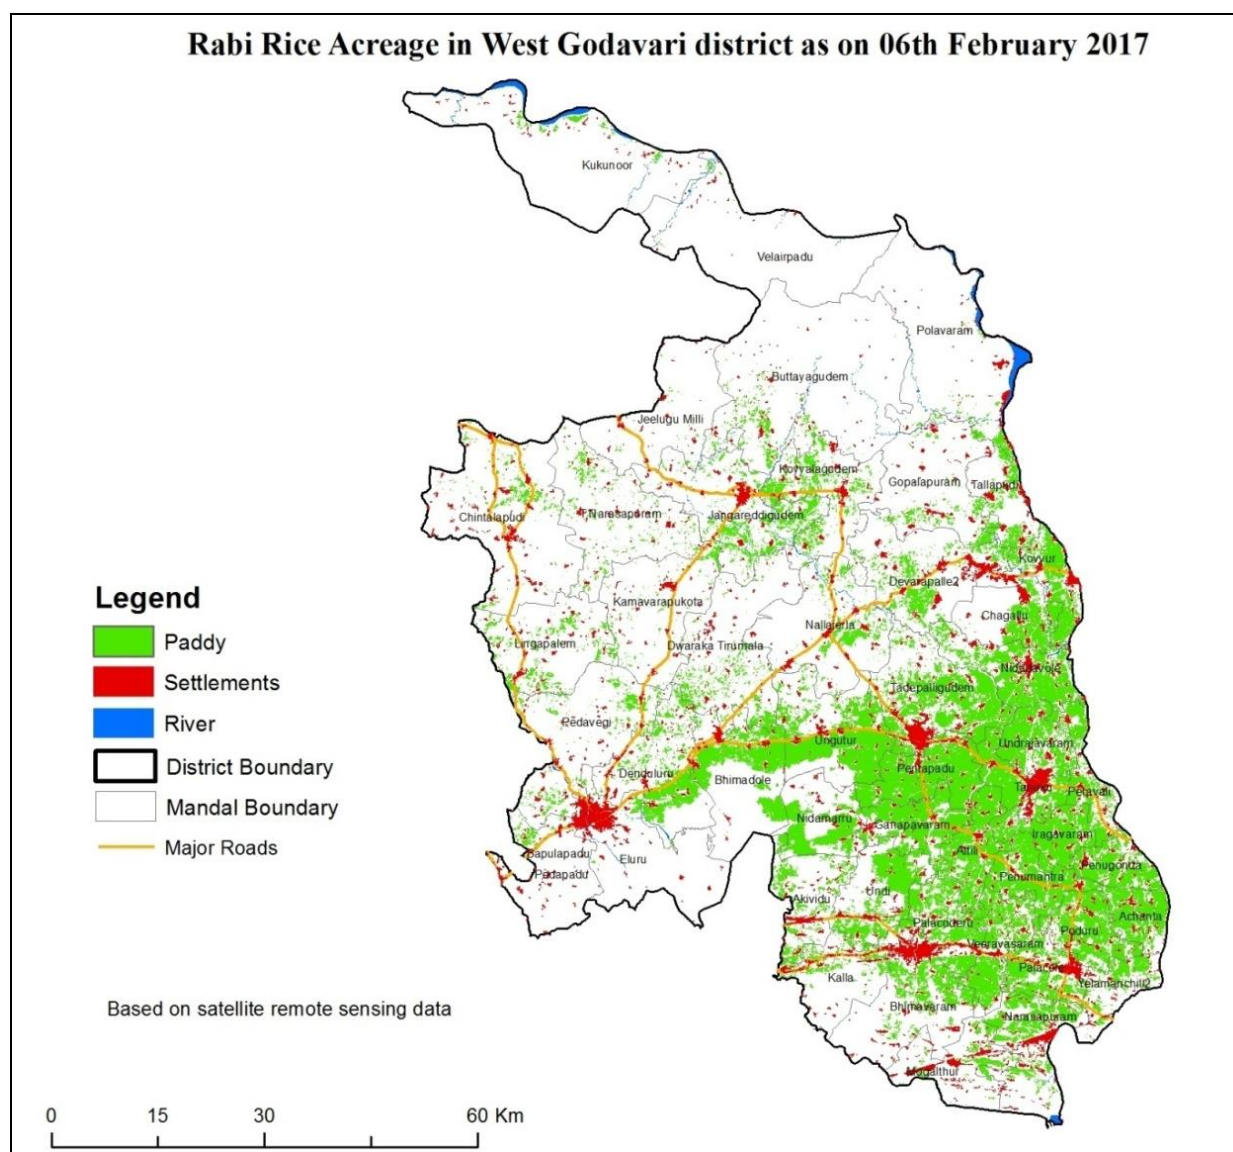 Rabi Rice Acreage in West Godavari district as on 06th February 2017
Kukunoor
Velairpadu
Polavaram
Buttayagudem
Jeelugu Milli
Koyyalagudem
Gopalapuram
Tallapudi
Chintalapudi
T.Narasapuram
Jangareddigudem
Kovvur
Devarapalle2
Kamavarapukota
Chagallu
Nallajerla
Lingapalem
Dwaraka Tirumala
Nidadavole
Tadepalligudem
Pedavegi
Ungutur
Undrajavaram
Denduluru
Bhimadole
Pentapadu
Tanuku
Peravali
Nidamarru
Ganapavaram
Iragavaram
Attili
Bapulapadu
Eluru
Penugonda
Pedapadu
Penumantra
Undi
Akividu
Achanta
Palacoderu
Poduru
Veeravasaram
Palacole
Kalla
Yelamanchili2
Bhimavaram
Narasapuram
Mogalthur
Legend
Paddy
Settlements
River
District Boundary
Mandal Boundary
Major Roads
Based on satellite remote sensing data
0 15 30 60 Km